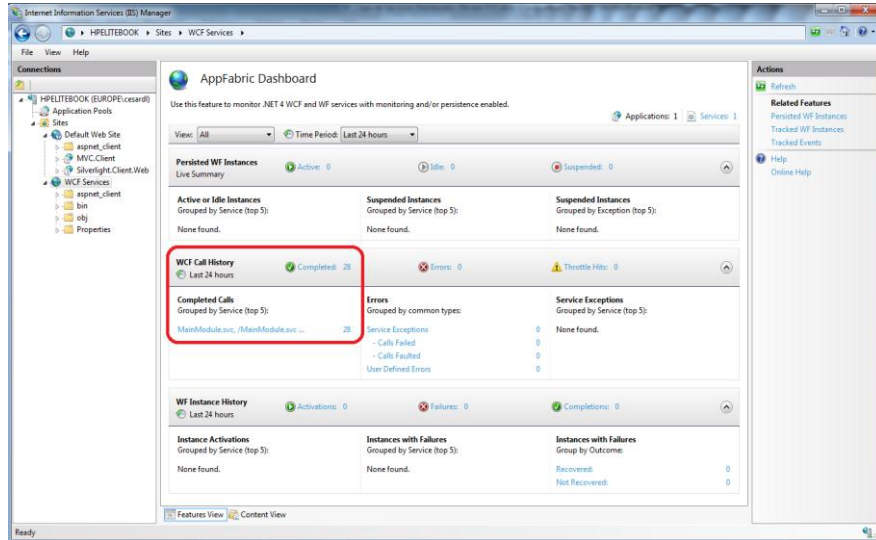 Internet Information Services (IIS) Manager
HPELITEBOOK ▸ Sites ▸ WCF Services ▸
File View Help
Connections
HPELITEBOOK (EUROPE\cesardl)
Application Pools
Sites
Default Web Site
aspnet_client
MVC.Client
Silverlight.Client.Web
WCF Services
aspnet_client
bin
obj
Properties
AppFabric Dashboard
Use this feature to monitor .NET 4 WCF and WF services with monitoring and/or persistence enabled.
Applications: 1 Services: 1
View: All Time Period: Last 24 hours
Persisted WF Instances
Live Summary
Active: 0 Idle: 0 Suspended: 0
Active or Idle Instances
Grouped by Service (top 5):
None found.
Suspended Instances
Grouped by Service (top 5):
None found.
Suspended Instances
Grouped by Exception (top 5):
None found.
WCF Call History
Last 24 hours
Completed: 28 Errors: 0 Throttle Hits: 0
Completed Calls
Grouped by Service (top 5):
MainModule.svc, /MainModule.svc ... 28
Errors
Grouped by common types:
Service Exceptions 0
- Calls Failed 0
- Calls Faulted 0
User Defined Errors 0
Service Exceptions
Grouped by Service (top 5):
None found.
WF Instance History
Last 24 hours
Activations: 0 Failures: 0 Completions: 0
Instance Activations
Grouped by Service (top 5):
None found.
Instances with Failures
Grouped by Service (top 5):
None found.
Instances with Failures
Group by Outcome:
Recovered: 0
Not Recovered: 0
Features View Content View
Actions
Refresh
Related Features
Persisted WF Instances
Tracked WF Instances
Tracked Events
Help
Online Help
Ready